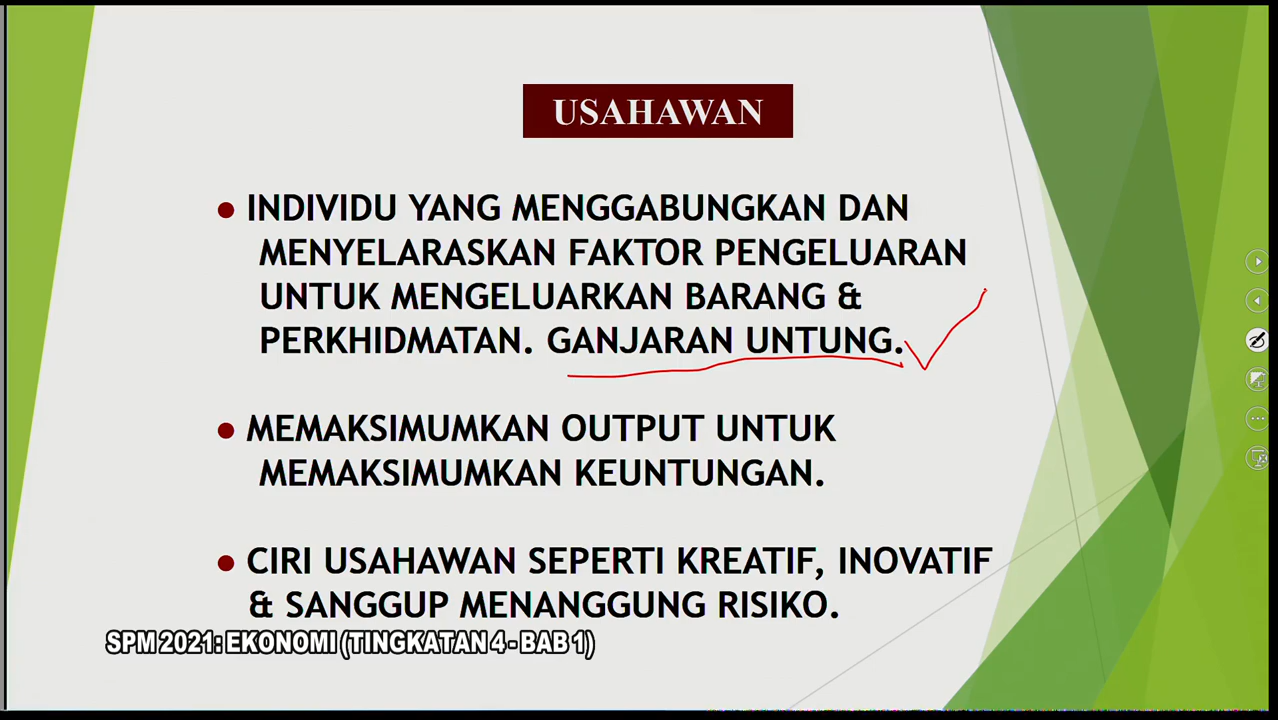 USAHAWAN
● INDIVIDU YANG MENGGABUNGKAN DAN
MENYELARASKAN FAKTOR PENGELUARAN
UNTUK MENGELUARKAN BARANG &
PERKHIDMATAN. GANJARAN UNTUNG.
● MEMAKSIMUMKAN OUTPUT UNTUK
MEMAKSIMUMKAN KEUNTUNGAN.
● CIRI USAHAWAN SEPERTI KREATIF, INOVATIF
& SANGGUP MENANGGUNG RISIKO.
SPM 2021: EKONOMI (TINGKATAN 4 - BAB 1)